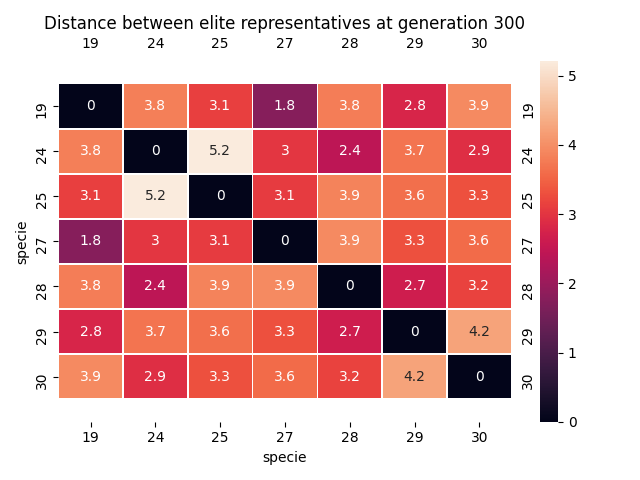 Distance between elite representatives at generation 300
19 24 25 27 28 29 30
19 0 3.8 3.1 1.8 3.8 2.8 3.9 19
24 3.8 0 5.2 3 2.4 3.7 2.9 24
25 3.1 5.2 0 3.1 3.9 3.6 3.3 25
27 1.8 3 3.1 0 3.9 3.3 3.6 27
28 3.8 2.4 3.9 3.9 0 2.7 3.2 28
29 2.8 3.7 3.6 3.3 2.7 0 4.2 29
30 3.9 2.9 3.3 3.6 3.2 4.2 0 30
19 24 25 27 28 29 30
specie
specie
5
4
3
2
1
0